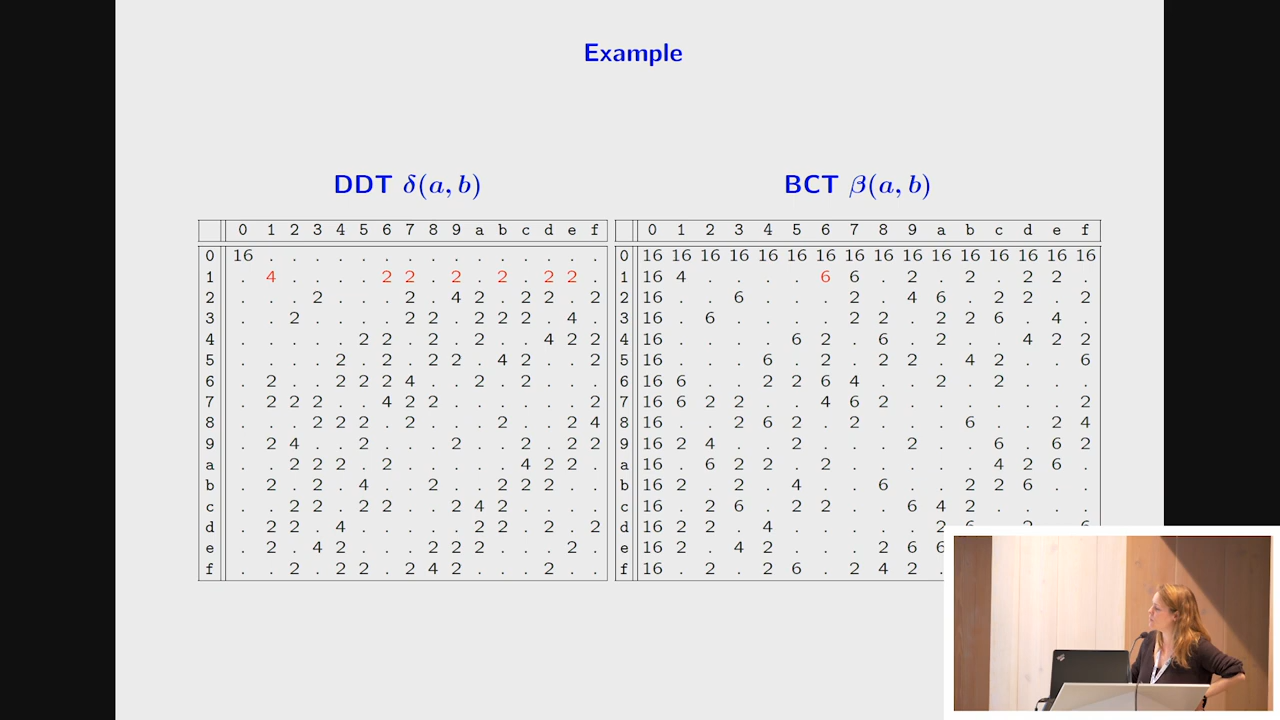 Example
DDT δ(a, b)
0 1 2 3 4 5 6 7 8 9 a b c d e f
0 16 . . . . . . . . . . . . . . .
1 . 4 . . . . 2 2 . 2 . 2 . 2 2 .
2 . . . 2 . . . 2 . 4 2 . 2 2 . 2
3 . . 2 . . . . 2 2 . 2 2 2 . 4 .
4 . . . . . 2 2 . 2 . 2 . . 4 2 2
5 . . . . 2 . 2 . 2 2 . 4 2 . . 2
6 . 2 . . 2 2 2 4 . . 2 . 2 . . .
7 . 2 2 2 . . 4 2 2 . . . . . . 2
8 . . . 2 2 2 . 2 . . . 2 . . 2 4
9 . 2 4 . . 2 . . . 2 . . 2 . 2 2
a . . 2 2 2 . 2 . . . . . 4 2 2 .
b . 2 . 2 . 4 . . 2 . . 2 2 2 . .
c . . 2 2 . 2 2 . . 2 4 2 . . . .
d . 2 2 . 4 . . . . . 2 2 . 2 . 2
e . 2 . 4 2 . . . 2 2 2 . . . 2 .
f . . 2 . 2 2 . 2 4 2 . . . 2 . .
BCT β(a, b)
0 1 2 3 4 5 6 7 8 9 a b c d e f
0 16 16 16 16 16 16 16 16 16 16 16 16 16 16 16 16
1 16 4 . . . . 6 6 . 2 . 2 . 2 2 .
2 16 . . 6 . . . 2 . 4 6 . 2 2 . 2
3 16 . 6 . . . . 2 2 . 2 2 6 . 4 .
4 16 . . . . 6 2 . 6 . 2 . . 4 2 2
5 16 . . . 6 . 2 . 2 2 . 4 2 . . 6
6 16 6 . . 2 2 6 4 . . 2 . 2 . . .
7 16 6 2 2 . . 4 6 2 . . . . . . 2
8 16 . . 2 6 2 . 2 . . . 6 . . 2 4
9 16 2 4 . . 2 . . . 2 . . 6 . 6 2
a 16 . 6 2 2 . 2 . . . . . 4 2 6 .
b 16 2 . 2 . 4 . . 6 . . 2 2 6 . .
c 16 . 2 6 . 2 2 . . 6 4 2 . . . .
d 16 2 2 . 4 . . . . . 2 6 . 2 . 6
e 16 2 . 4 2 . . . 2 6 6
f 16 . 2 . 2 6 . 2 4 2 .